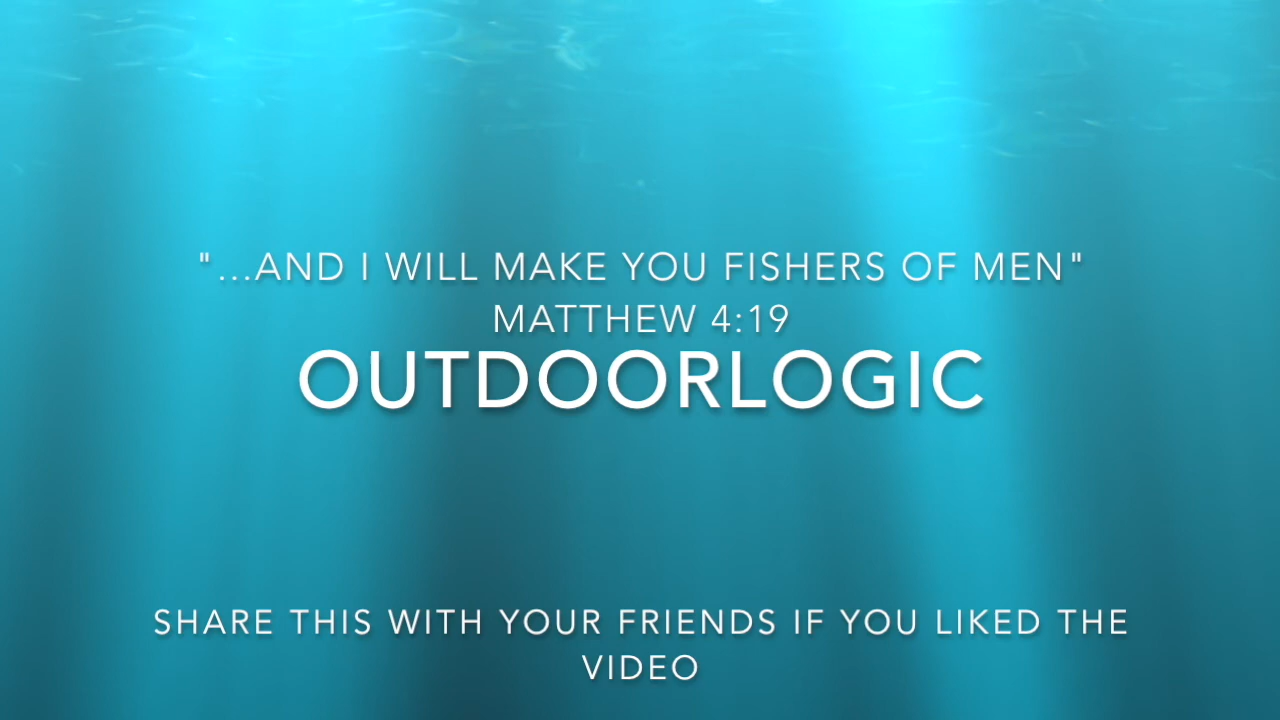 "...AND I WILL MAKE YOU FISHERS OF MEN"
MATTHEW 4:19
OUTDOORLOGIC
SHARE THIS WITH YOUR FRIENDS IF YOU LIKED THE
VIDEO